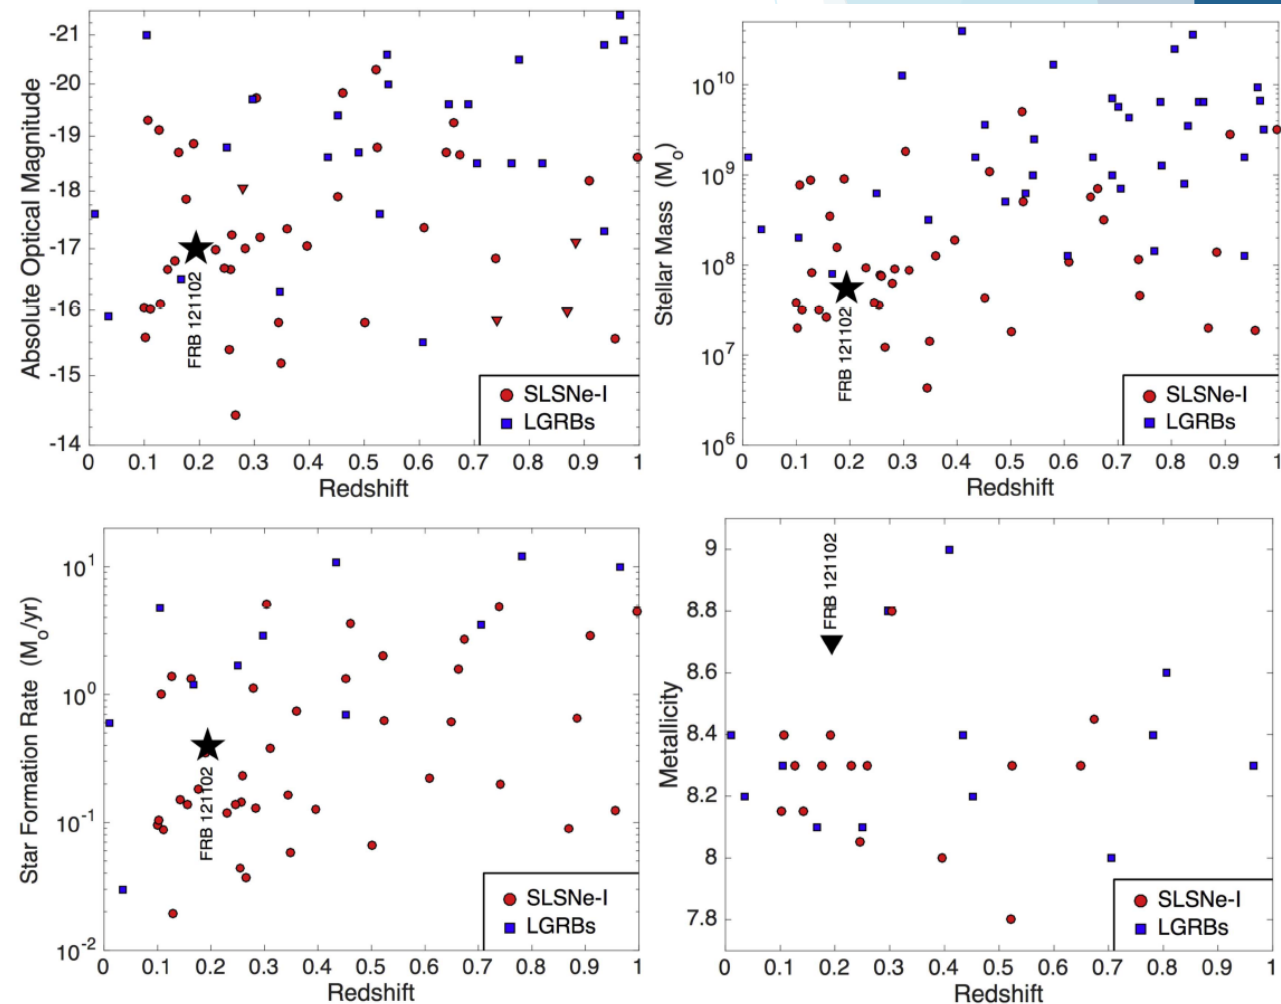 -21
-20
-19
-18
-17
-16
-15
-14
Absolute Optical Magnitude
FRB 121102
SLSNe-I
LGRBs
0 0.1 0.2 0.3 0.4 0.5 0.6 0.7 0.8 0.9 1
Redshift
10^10
10^9
10^8
10^7
10^6
Stellar Mass (M_o)
FRB 121102
SLSNe-I
LGRBs
0 0.1 0.2 0.3 0.4 0.5 0.6 0.7 0.8 0.9 1
Redshift
10^1
10^0
10^-1
10^-2
Star Formation Rate (M_o/yr)
FRB 121102
SLSNe-I
LGRBs
0 0.1 0.2 0.3 0.4 0.5 0.6 0.7 0.8 0.9 1
Redshift
9
8.8
8.6
8.4
8.2
8
7.8
Metallicity
FRB 121102
SLSNe-I
LGRBs
0 0.1 0.2 0.3 0.4 0.5 0.6 0.7 0.8 0.9 1
Redshift